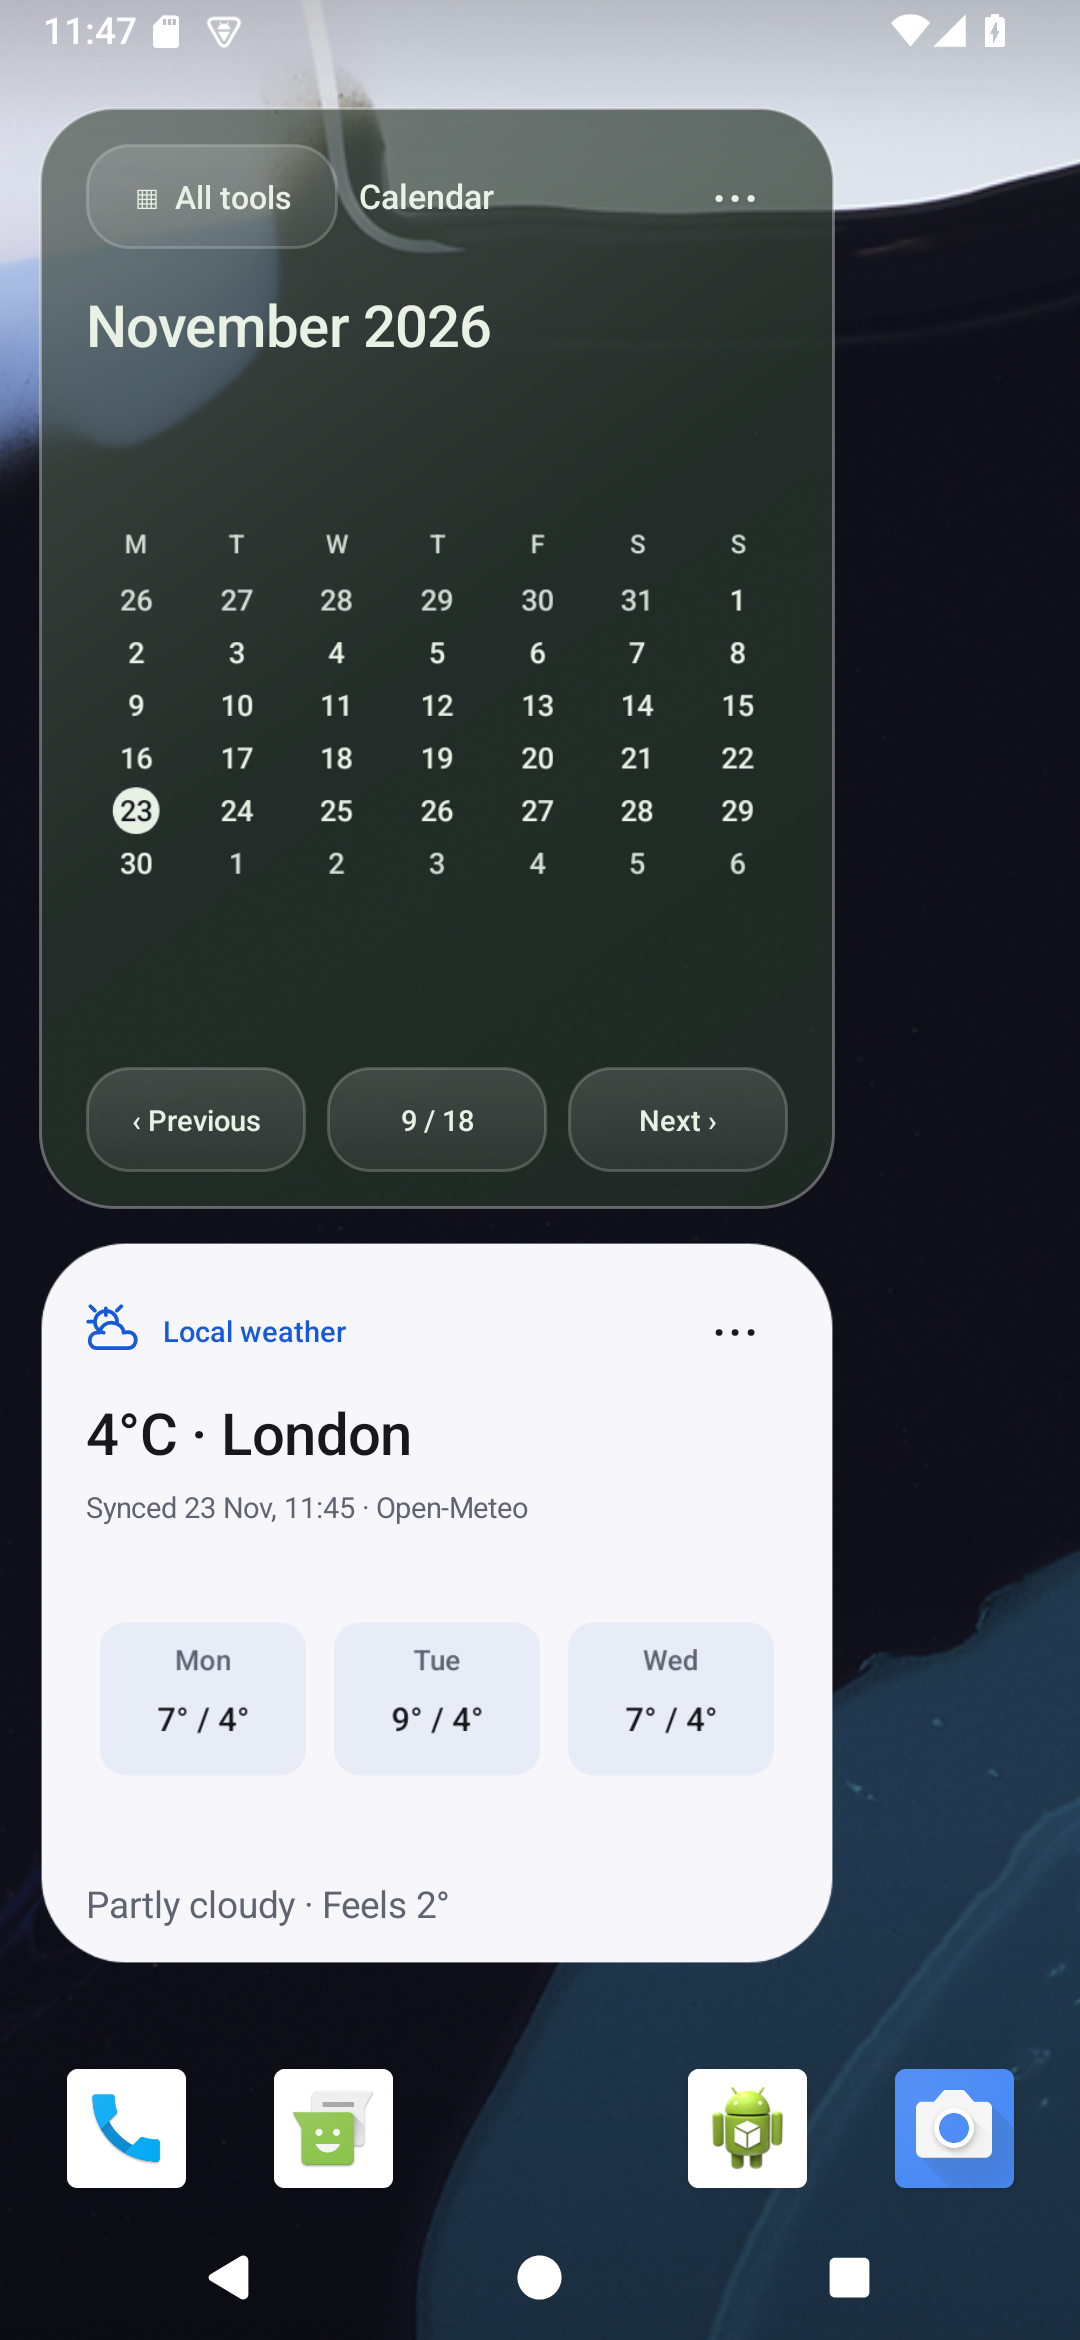 11:47
All tools
Calendar
...
November 2026
M T W T F S S
26 27 28 29 30 31 1
2 3 4 5 6 7 8
9 10 11 12 13 14 15
16 17 18 19 20 21 22
23 24 25 26 27 28 29
30 1 2 3 4 5 6
‹ Previous
9 / 18
Next ›
Local weather
...
4°C · London
Synced 23 Nov, 11:45 · Open-Meteo
Mon Tue Wed
7° / 4° 9° / 4° 7° / 4°
Partly cloudy · Feels 2°